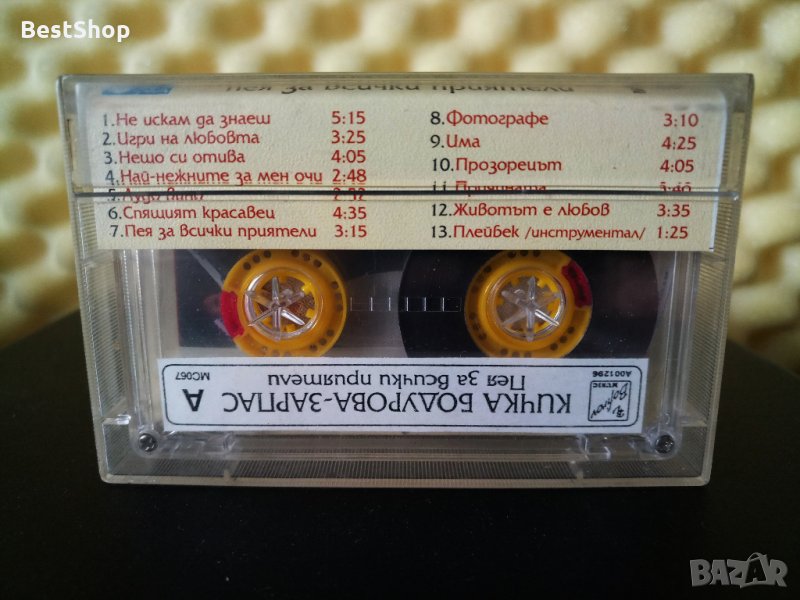 BestShop
Пея за всички приятели
1. Не искам да знаеш 5:15
2. Игри на любовта 3:25
3. Нещо си отива 4:05
4. Най-нежните за мен очи 2:48
5.
6. Спящият красавец 4:35
7. Пея за всички приятели 3:15
8. Фотографе 3:10
9. Има 4:25
10. Прозорецът 4:05
11.
12. Животът е любов 3:35
13. Плейбек /инструментал/ 1:25
КИЧКА БОДУРОВА-ЗАРПАС
Пея за всички приятели
A
MC067
MUSIC
A001296
BAZAR